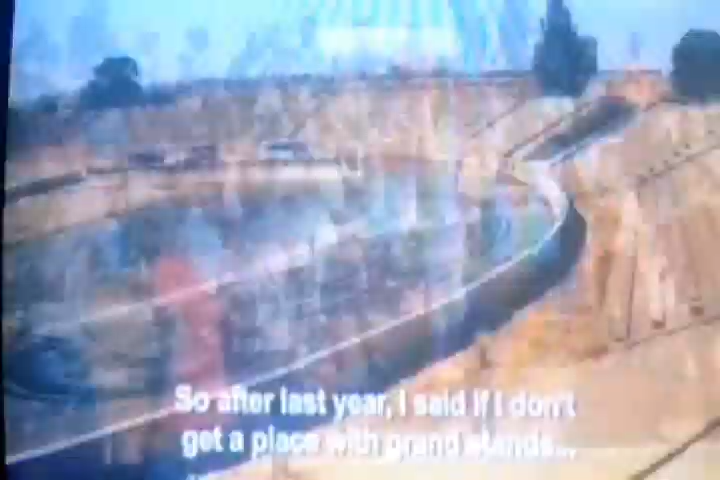 So after last year, I said if I don't
get a place with grand stands...